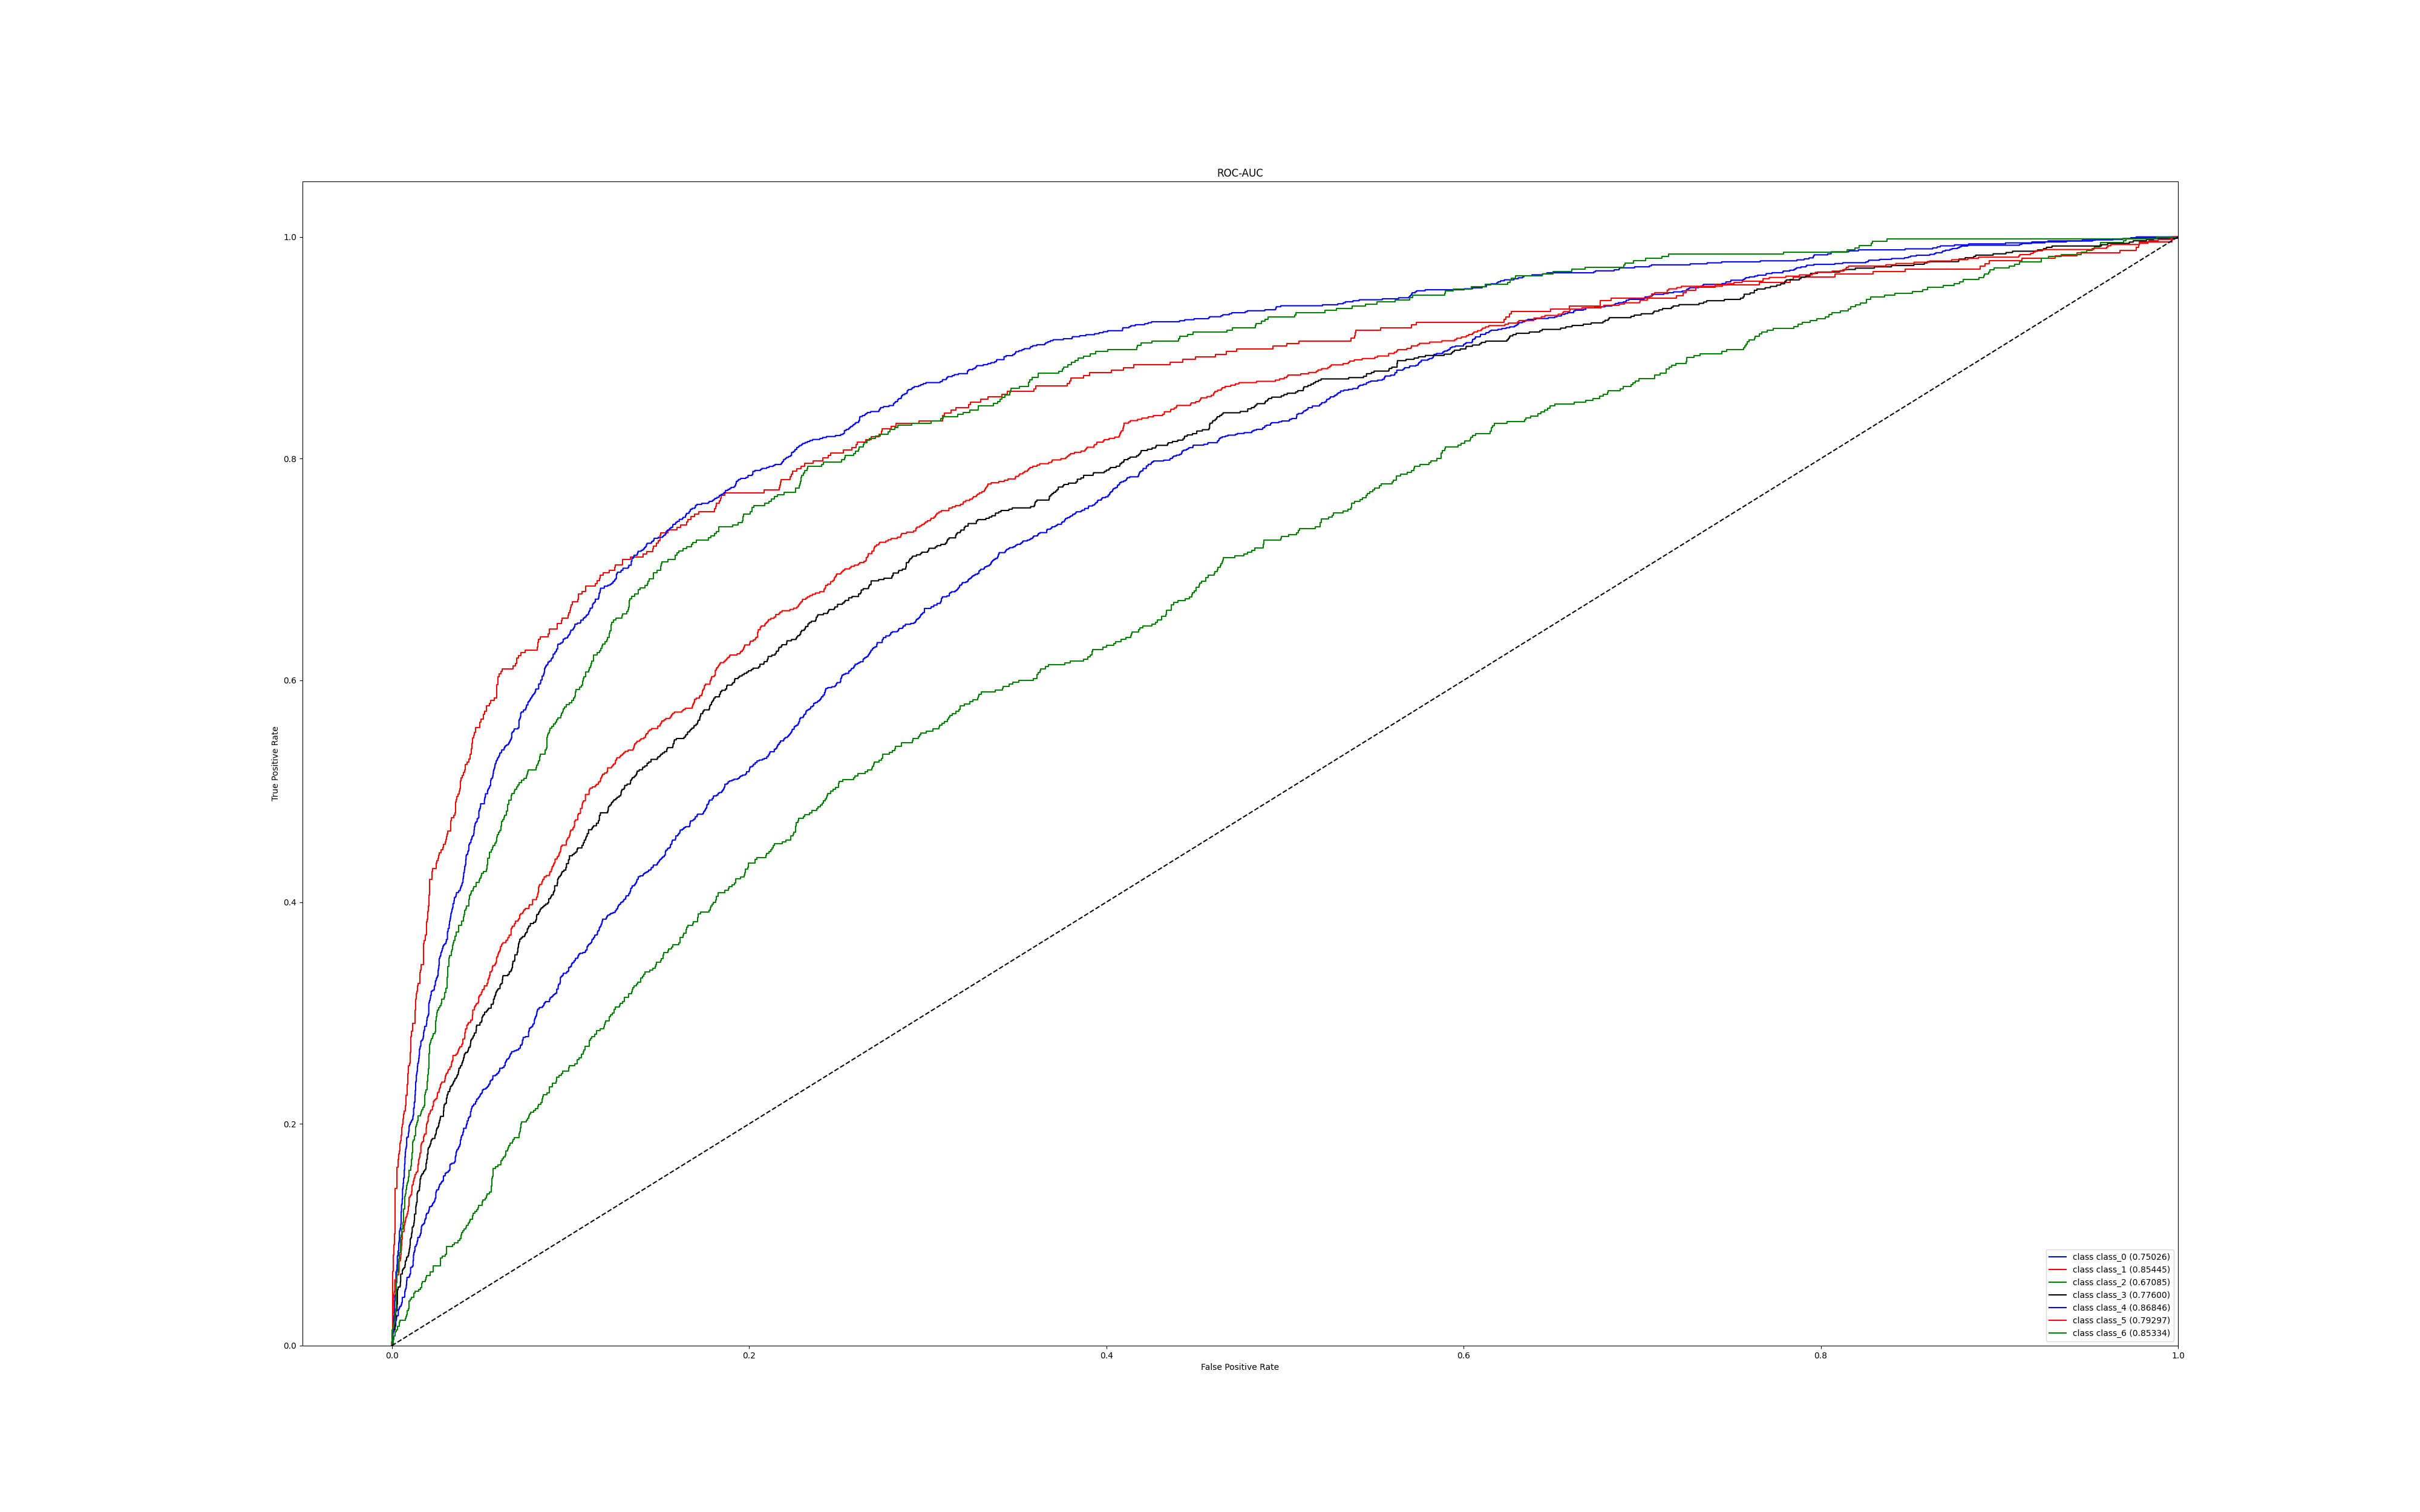 ROC-AUC
1.0
0.8
0.6
0.4
0.2
0.0
True Positive Rate
0.0 0.2 0.4 0.6 0.8 1.0
False Positive Rate
class class_0 (0.75026)
class class_1 (0.85445)
class class_2 (0.67085)
class class_3 (0.77600)
class class_4 (0.86846)
class class_5 (0.79297)
class class_6 (0.85334)